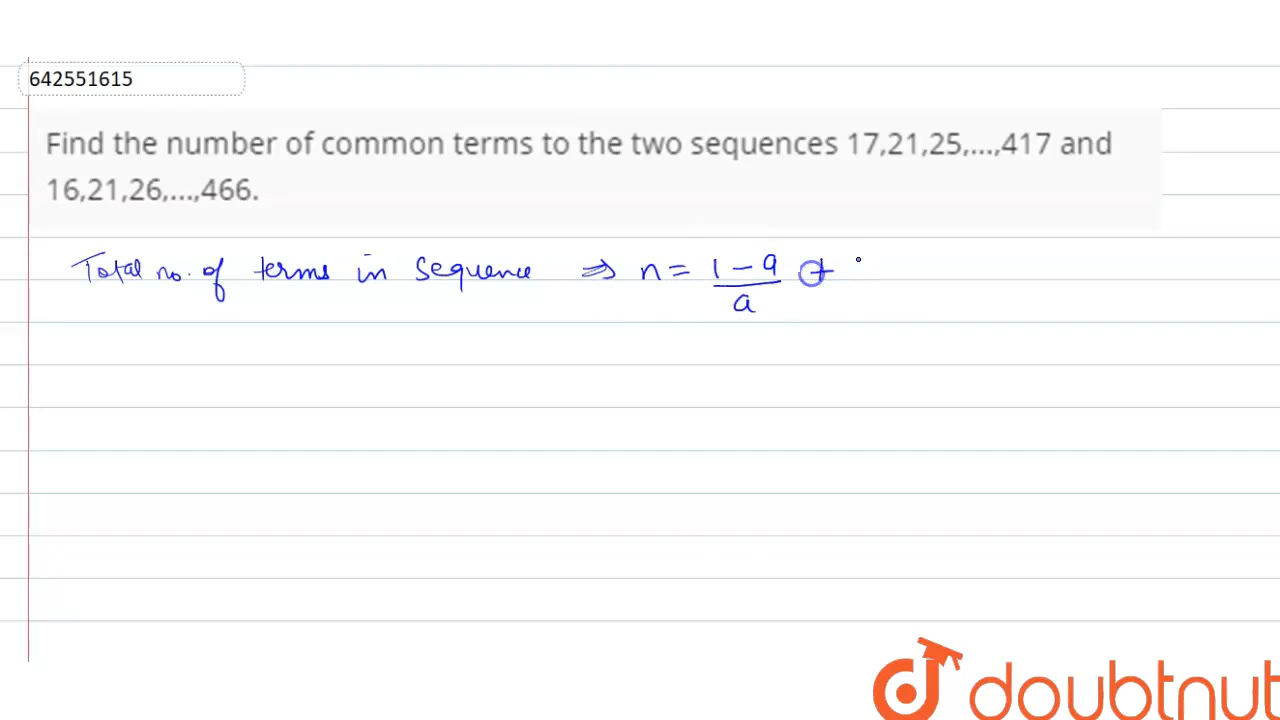 642551615
Find the number of common terms to the two sequences 17,21,25,...,417 and
16,21,26,...,466.
Total no. of terms in sequence ⇒ n = l - a / a +
doubtnut